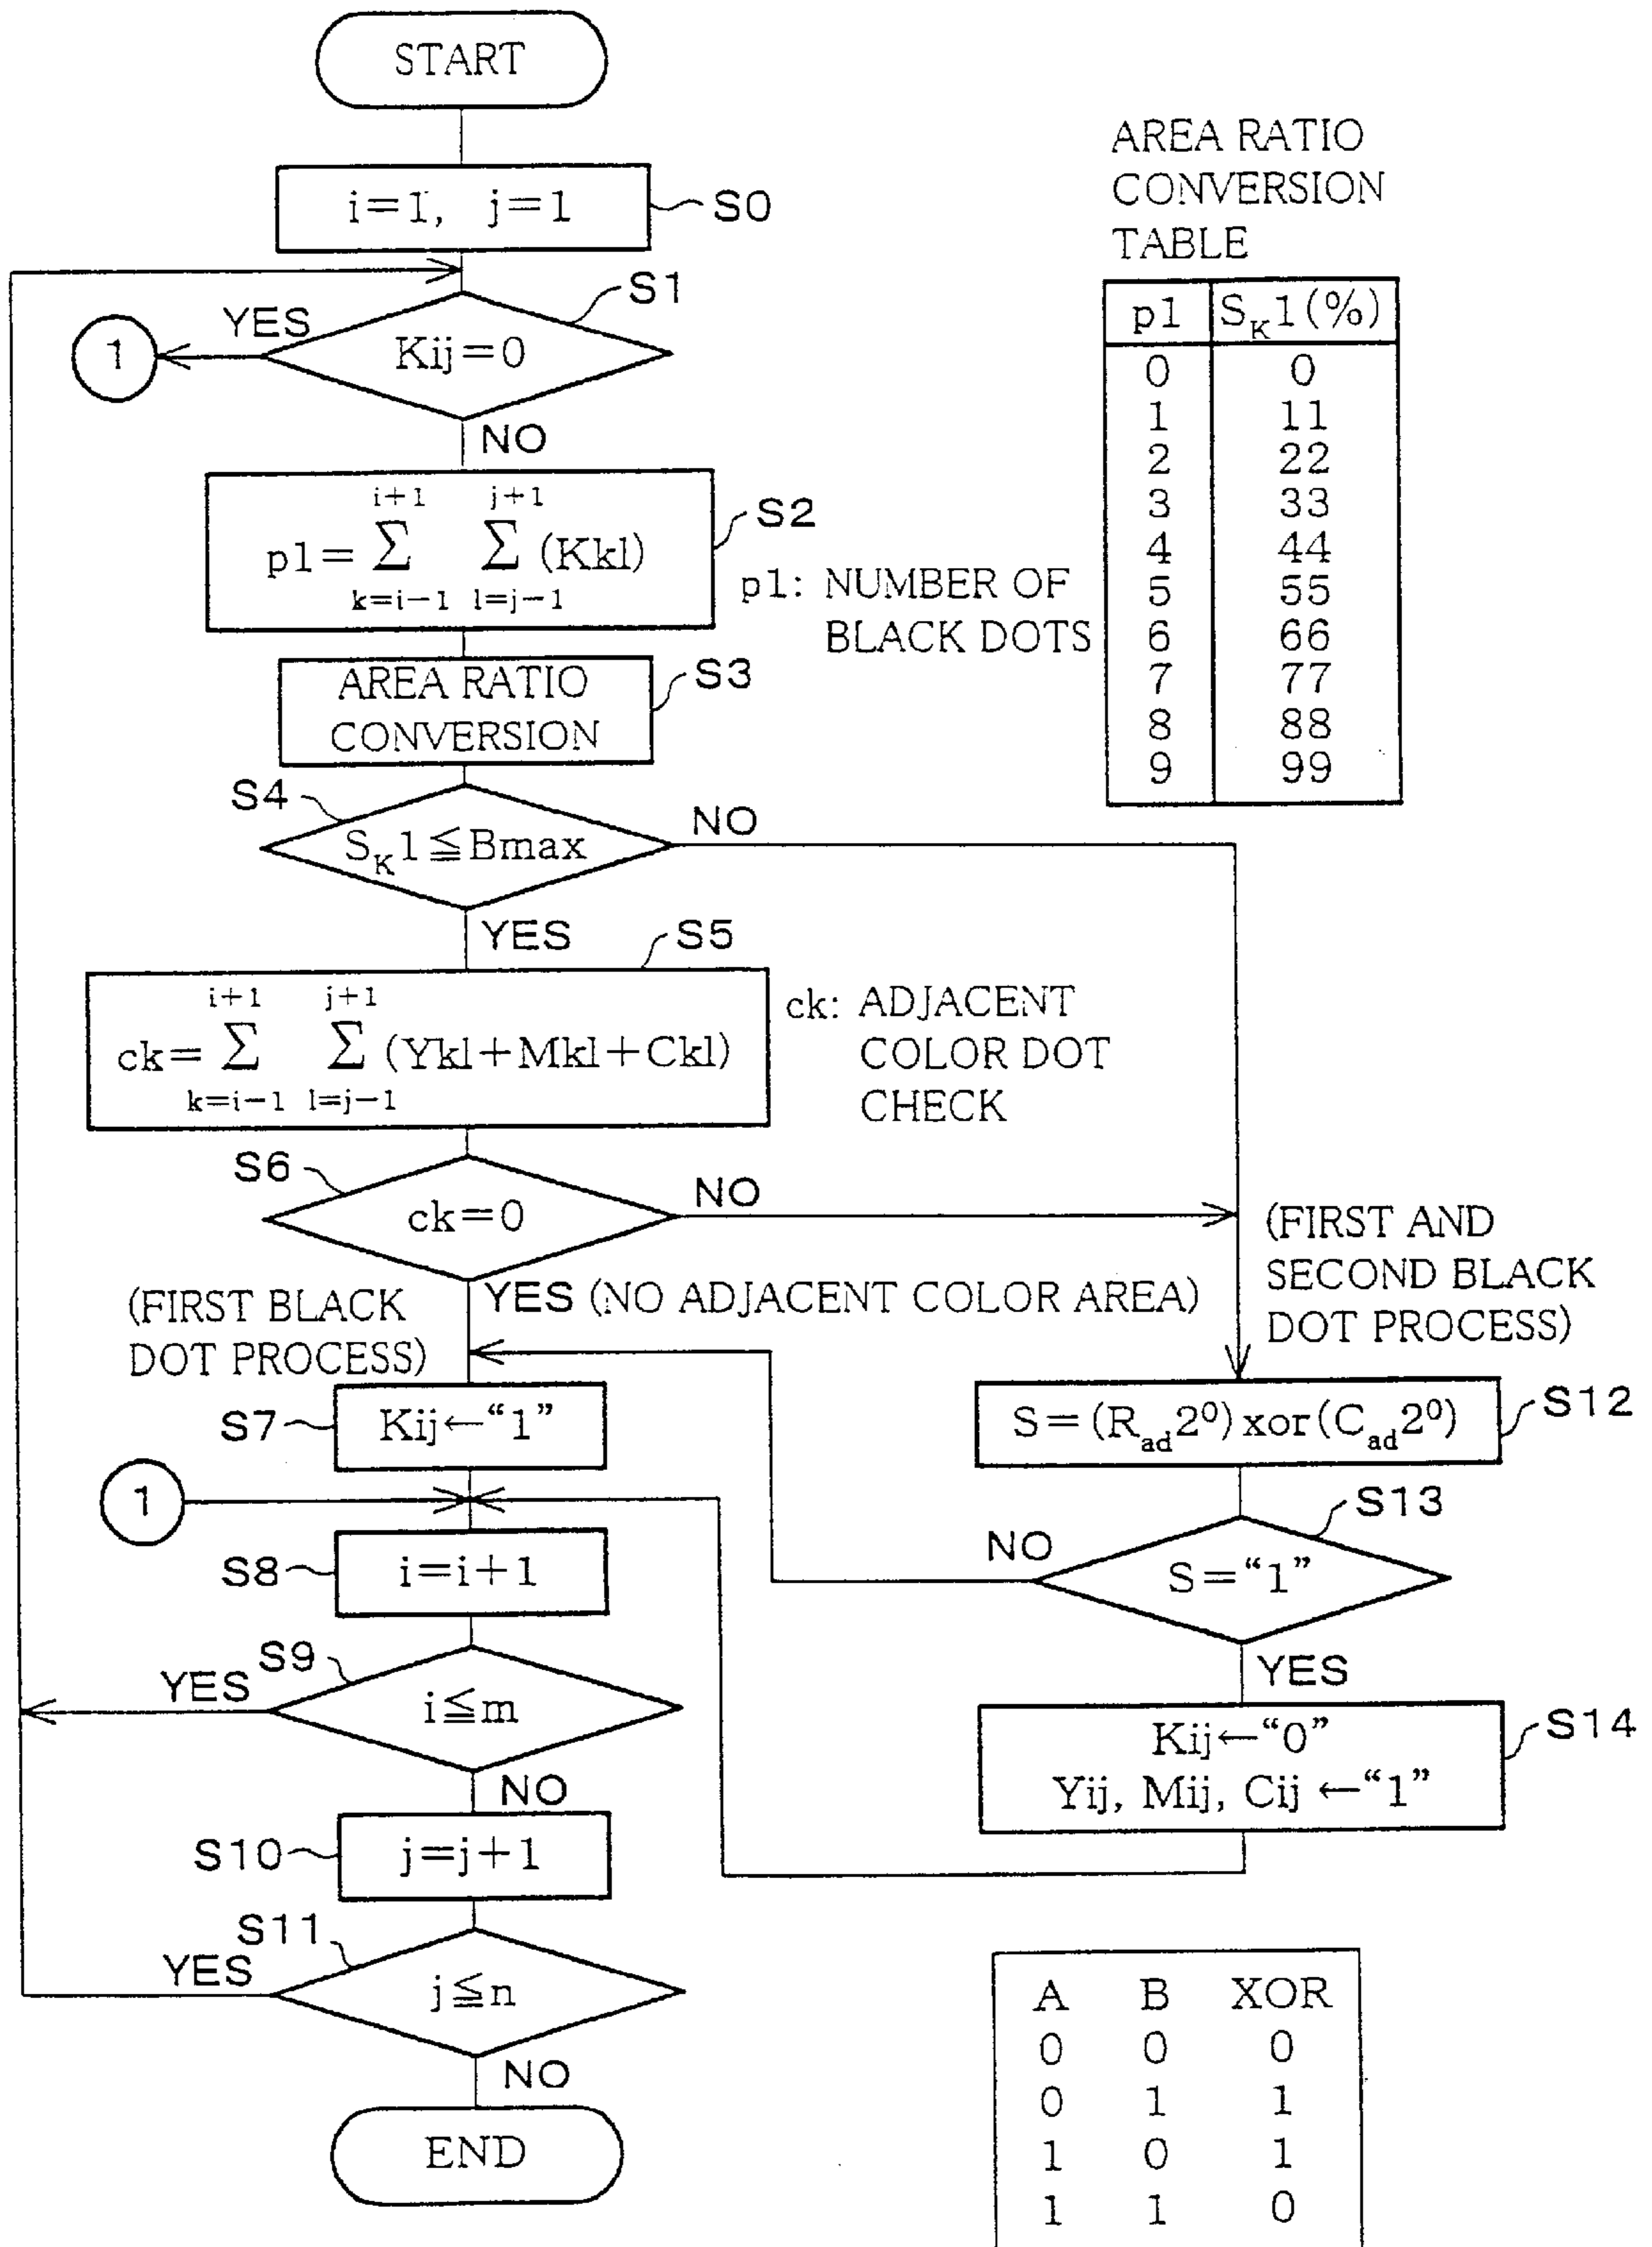 START
i=1, j=1
S0
S1
YES
Kij=0
1
NO
i+1 j+1
p1=Σ Σ (Kkl)
k=i−1 l=j−1
S2
p1: NUMBER OF
BLACK DOTS
AREA RATIO
CONVERSION
S3
S4
S_K1≦Bmax
NO
YES
S5
i+1 j+1
ck=Σ Σ (Ykl+Mkl+Ckl)
k=i−1 l=j−1
ck: ADJACENT
COLOR DOT
CHECK
S6
ck=0
NO
YES (NO ADJACENT COLOR AREA)
(FIRST BLACK
DOT PROCESS)
S7
Kij←“1”
1
S8
i=i+1
S9
YES
i≦m
NO
S10
j=j+1
S11
YES
j≦n
NO
END
AREA RATIO
CONVERSION
TABLE
p1 S_K1(%)
0 0
1 11
2 22
3 33
4 44
5 55
6 66
7 77
8 88
9 99
(FIRST AND
SECOND BLACK
DOT PROCESS)
S=(R_ad2⁰)xor(C_ad2⁰)
S12
S13
NO
S=“1”
YES
Kij←“0”
Yij, Mij, Cij ←“1”
S14
A B XOR
0 0 0
0 1 1
1 0 1
1 1 0